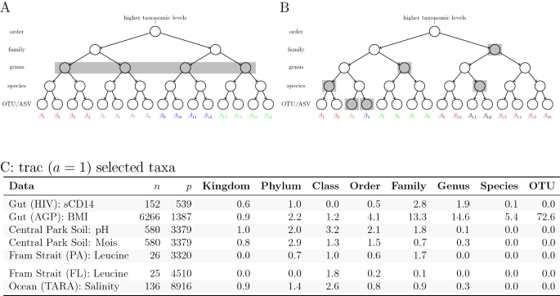 A
B
higher taxonomic levels
higher taxonomic levels
order
order
family
family
genus
genus
species
species
OTU/ASV
OTU/ASV
C: trac (a = 1) selected taxa
Data n p Kingdom Phylum Class Order Family Genus Species OTU
Gut (HIV): sCD14 152 539 0.6 1.0 0.0 0.5 2.8 1.9 0.1 0.0
Gut (AGP): BMI 6266 1387 0.9 2.2 1.2 4.1 13.3 14.6 5.4 72.6
Central Park Soil: pH 580 3379 1.0 2.0 3.2 2.1 1.8 0.1 0.0 0.0
Central Park Soil: Mois 580 3379 0.8 2.9 1.3 1.5 0.7 0.3 0.0 0.0
Fram Strait (PA): Leucine 26 3320 0.0 0.7 1.0 0.6 1.7 0.0 0.0 0.0
Fram Strait (FL): Leucine 25 4510 0.0 0.0 1.8 0.2 0.1 0.0 0.0 0.0
Ocean (TARA): Salinity 136 8916 0.9 1.4 2.6 0.8 0.9 0.3 0.0 0.0